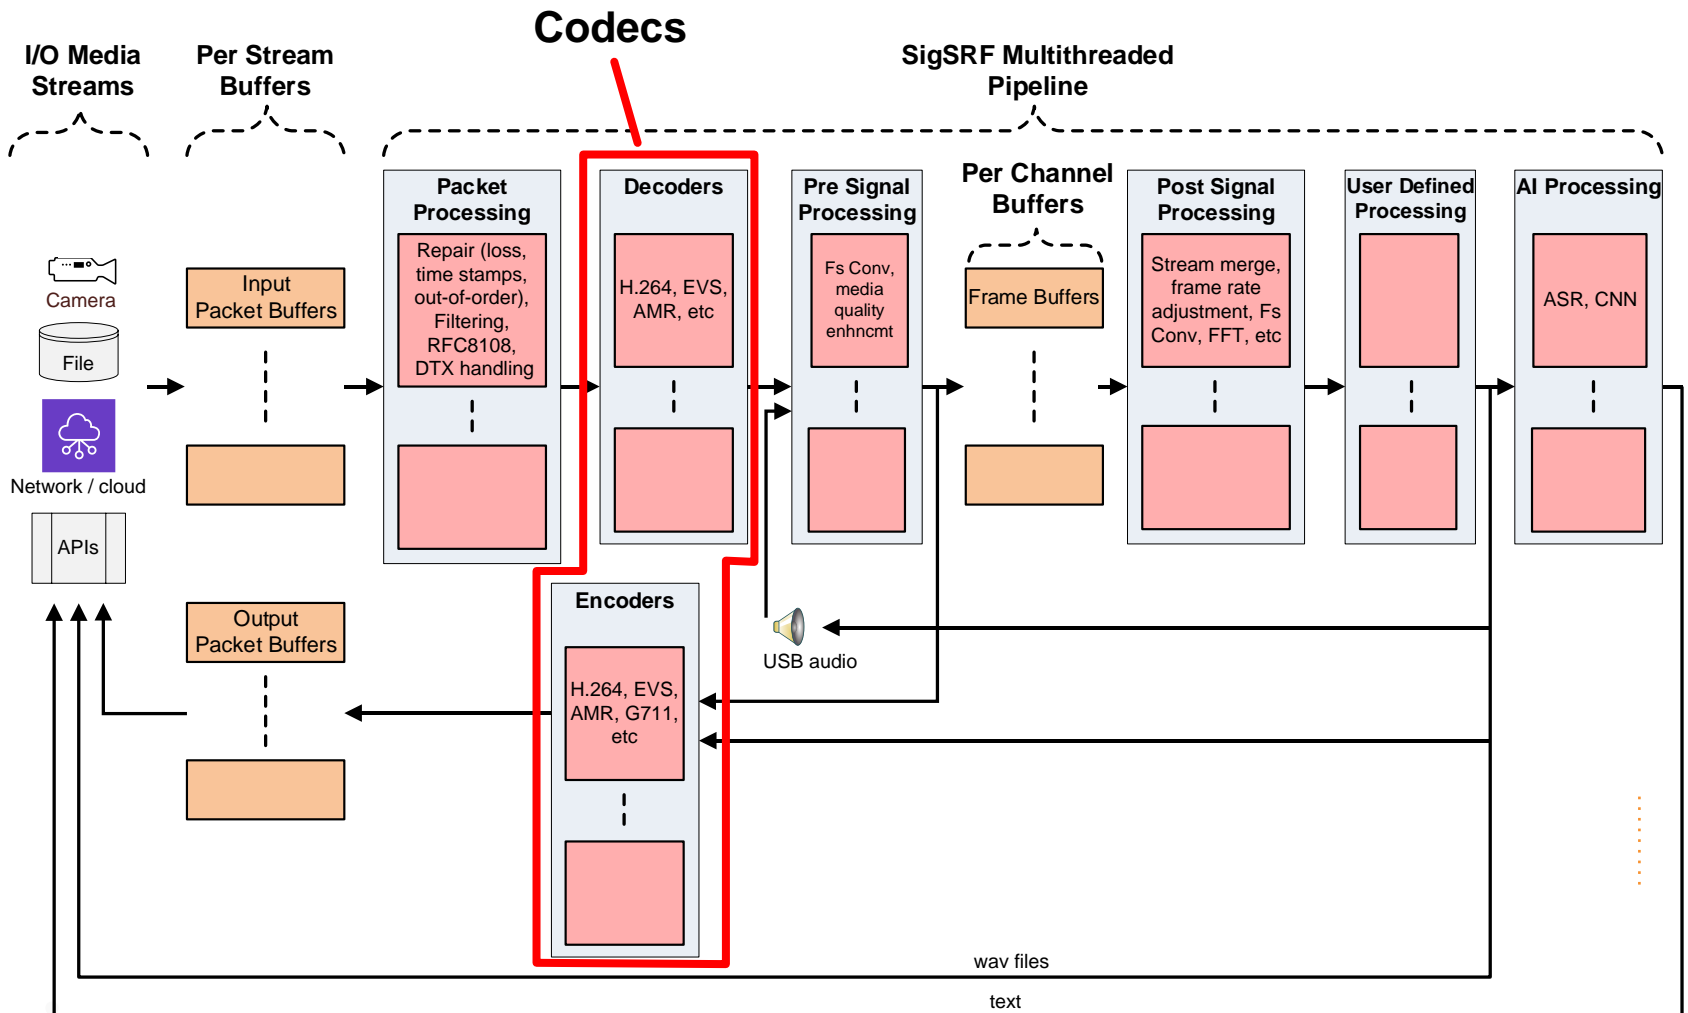 Codecs
I/O Media
Streams
Per Stream
Buffers
SigSRF Multithreaded
Pipeline
Packet
Processing
Repair (loss,
time stamps,
out-of-order),
Filtering,
RFC8108,
DTX handling
Decoders
H.264, EVS,
AMR, etc
Pre Signal
Processing
Fs Conv,
media
quality
enhncmt
Per Channel
Buffers
Frame Buffers
Post Signal
Processing
Stream merge,
frame rate
adjustment, Fs
Conv, FFT, etc
User Defined
Processing
AI Processing
ASR, CNN
Camera
File
Network / cloud
APIs
Input
Packet Buffers
Output
Packet Buffers
Encoders
H.264, EVS,
AMR, G711,
etc
USB audio
wav files
text